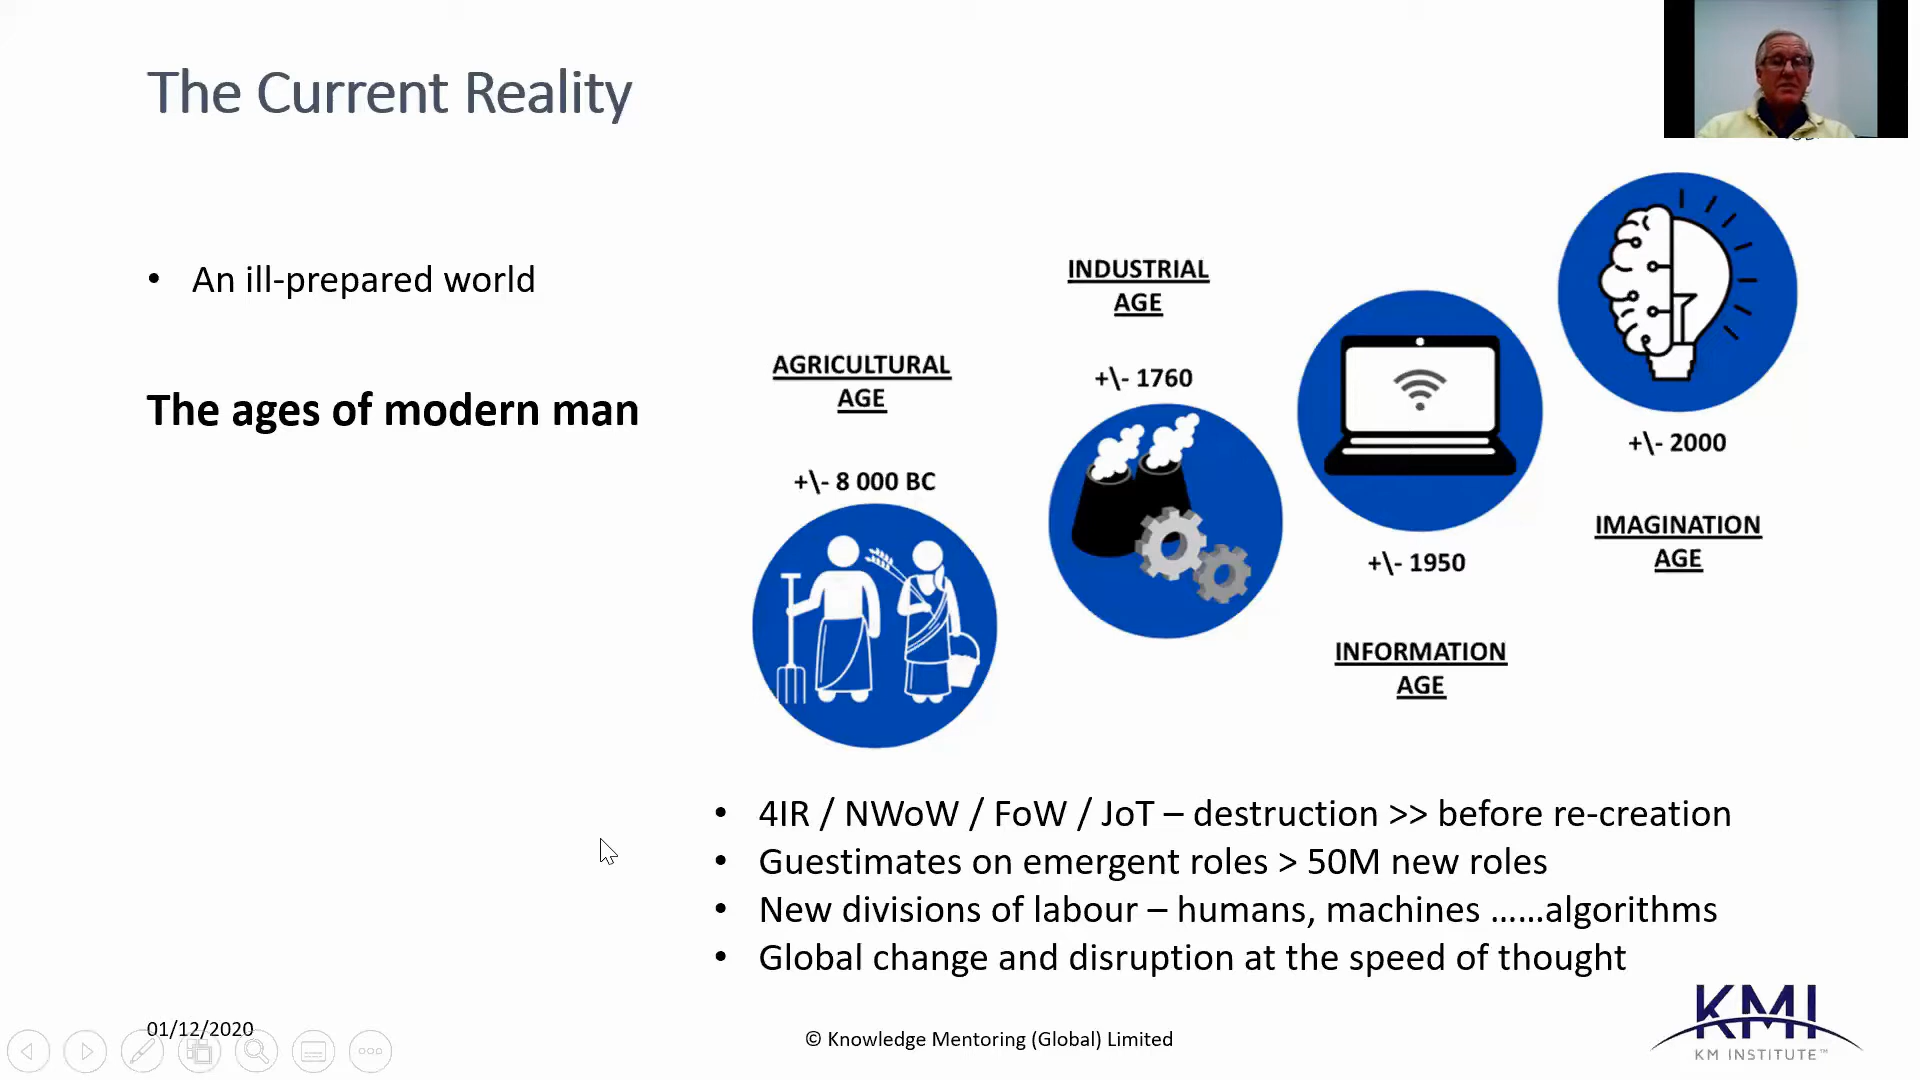 The Current Reality
• An ill-prepared world
The ages of modern man
AGRICULTURAL
AGE
+\- 8 000 BC
INDUSTRIAL
AGE
+\- 1760
+\- 1950
INFORMATION
AGE
+\- 2000
IMAGINATION
AGE
• 4IR / NWoW / FoW / JoT – destruction >> before re-creation
• Guestimates on emergent roles > 50M new roles
• New divisions of labour – humans, machines ……algorithms
• Global change and disruption at the speed of thought
01/12/2020
© Knowledge Mentoring (Global) Limited
KMI
KM INSTITUTE™